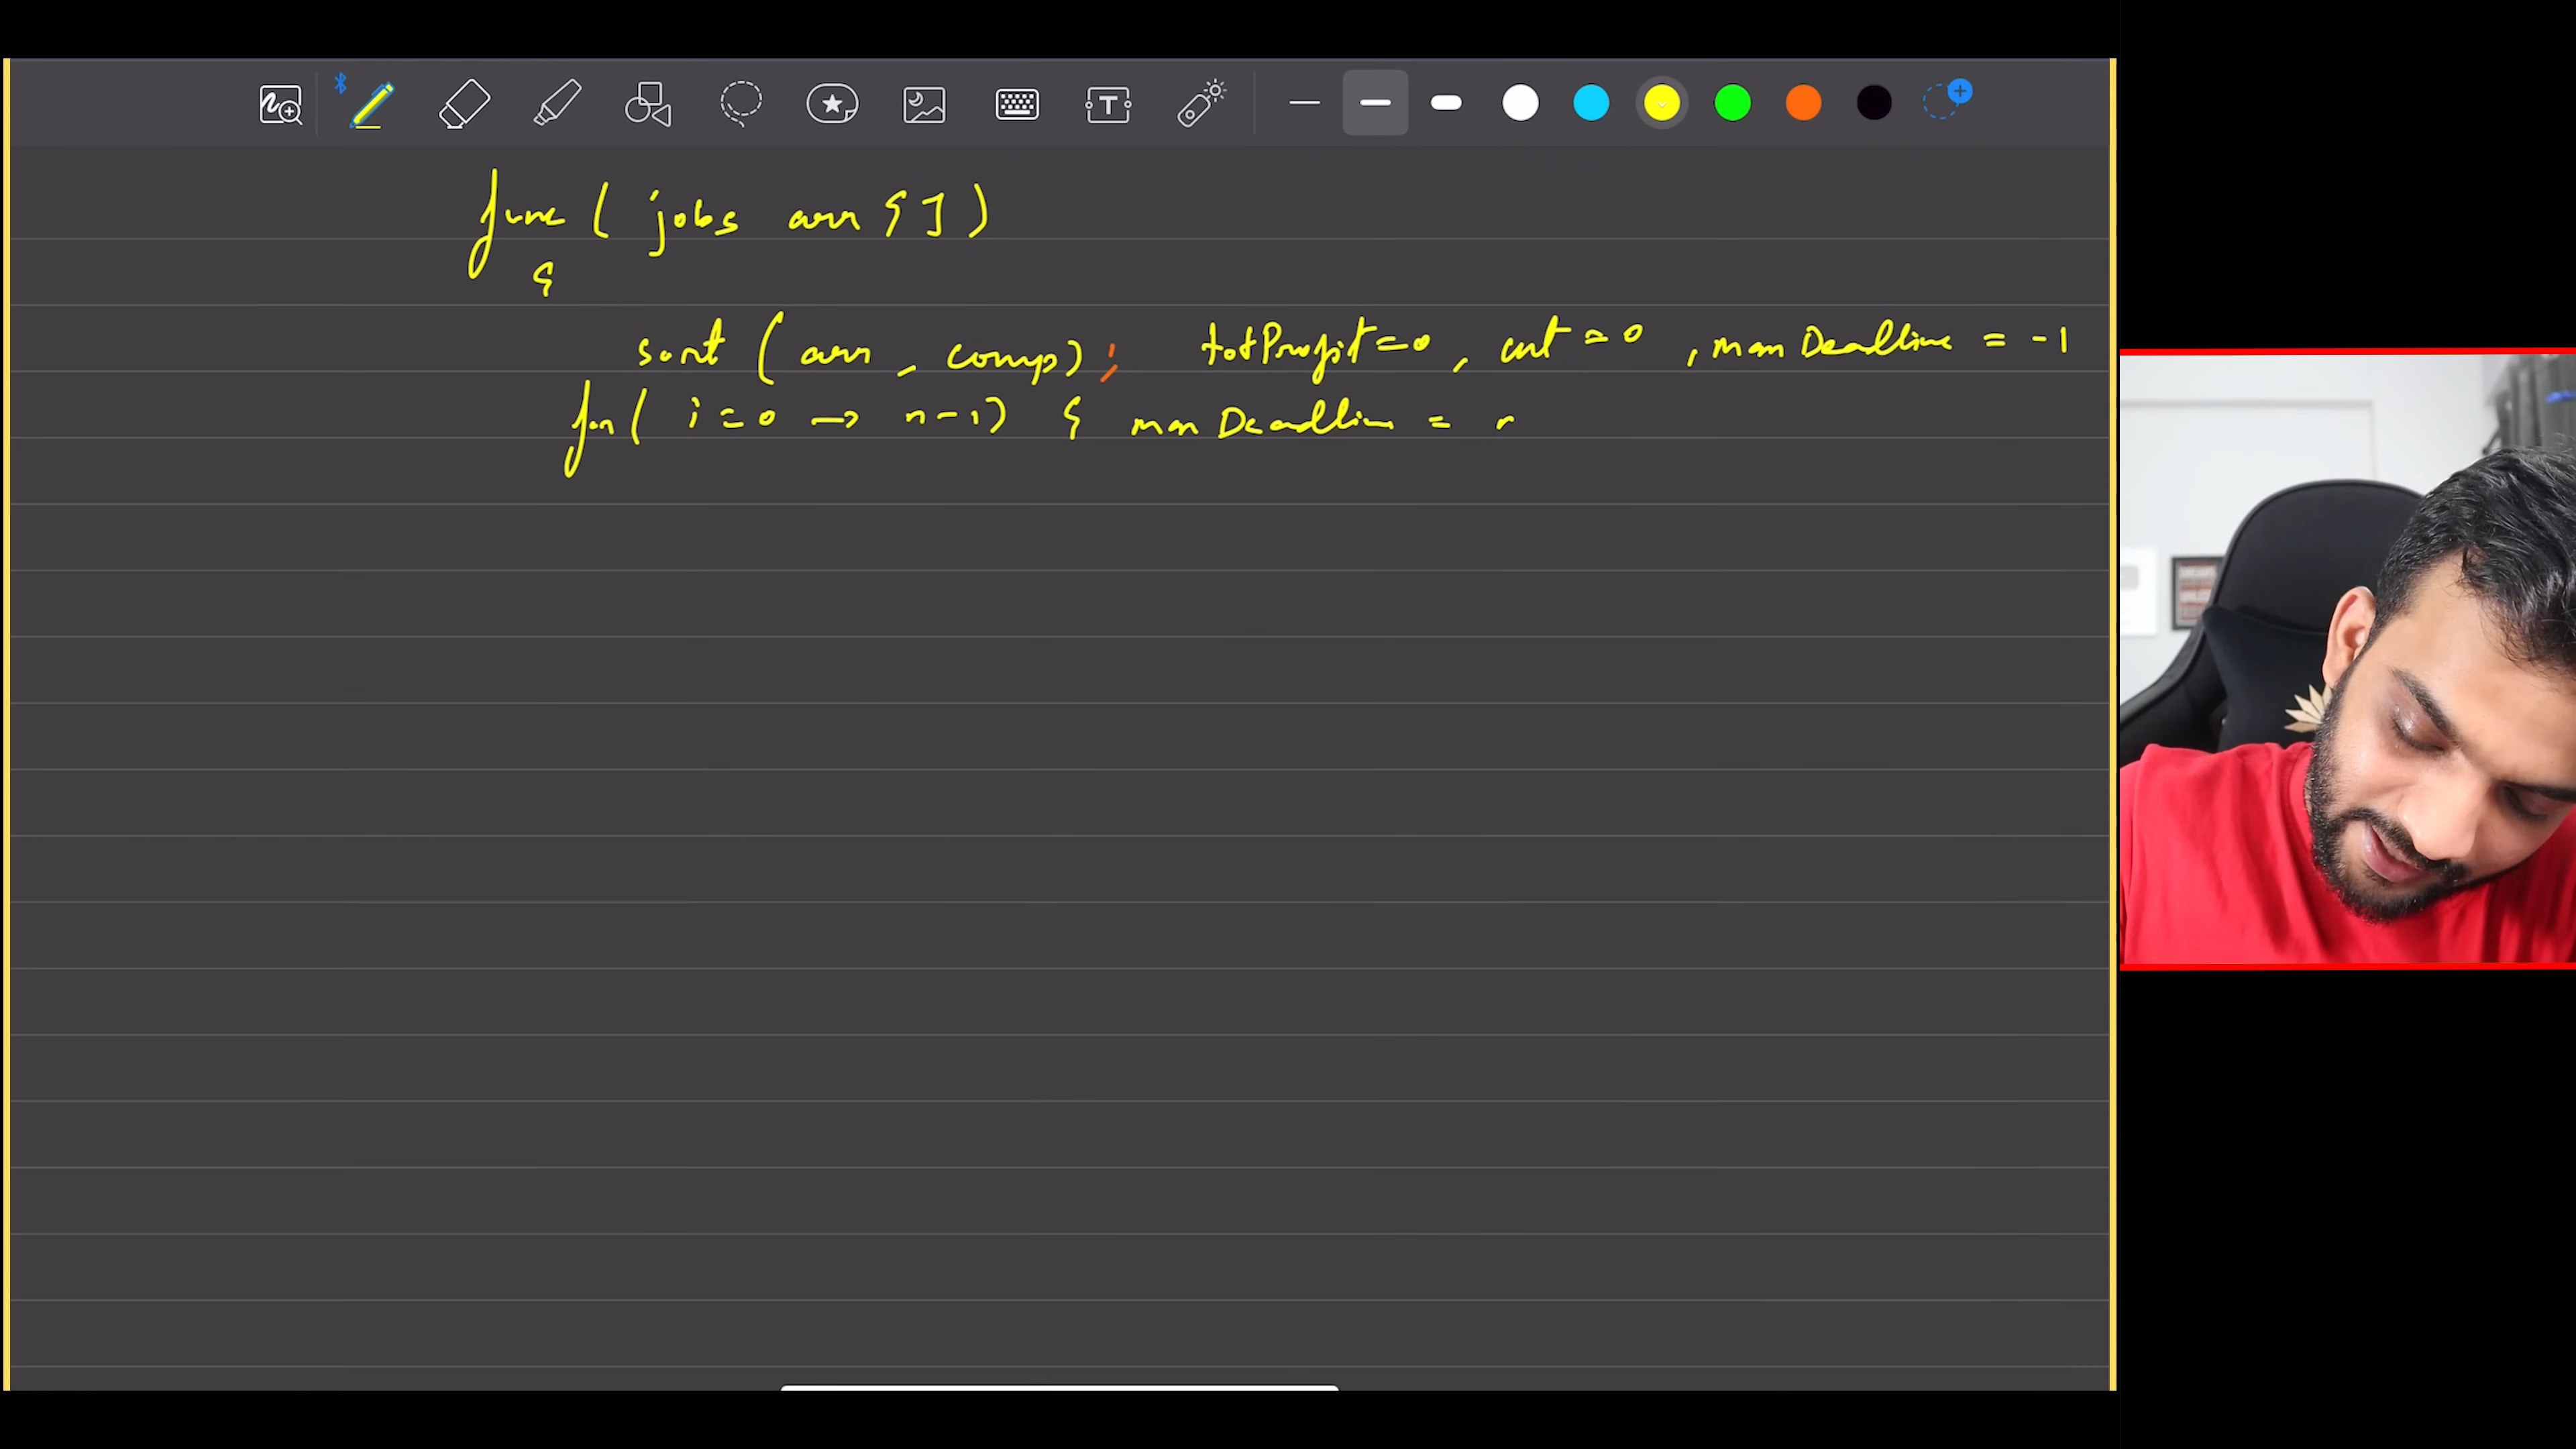 func ( jobs arr [ ] )
{
sort ( arr , comp) ; totProfit = 0 , cnt = 0 , maxDeadline = -1
for ( i = 0 → n-1) { maxDeadline =